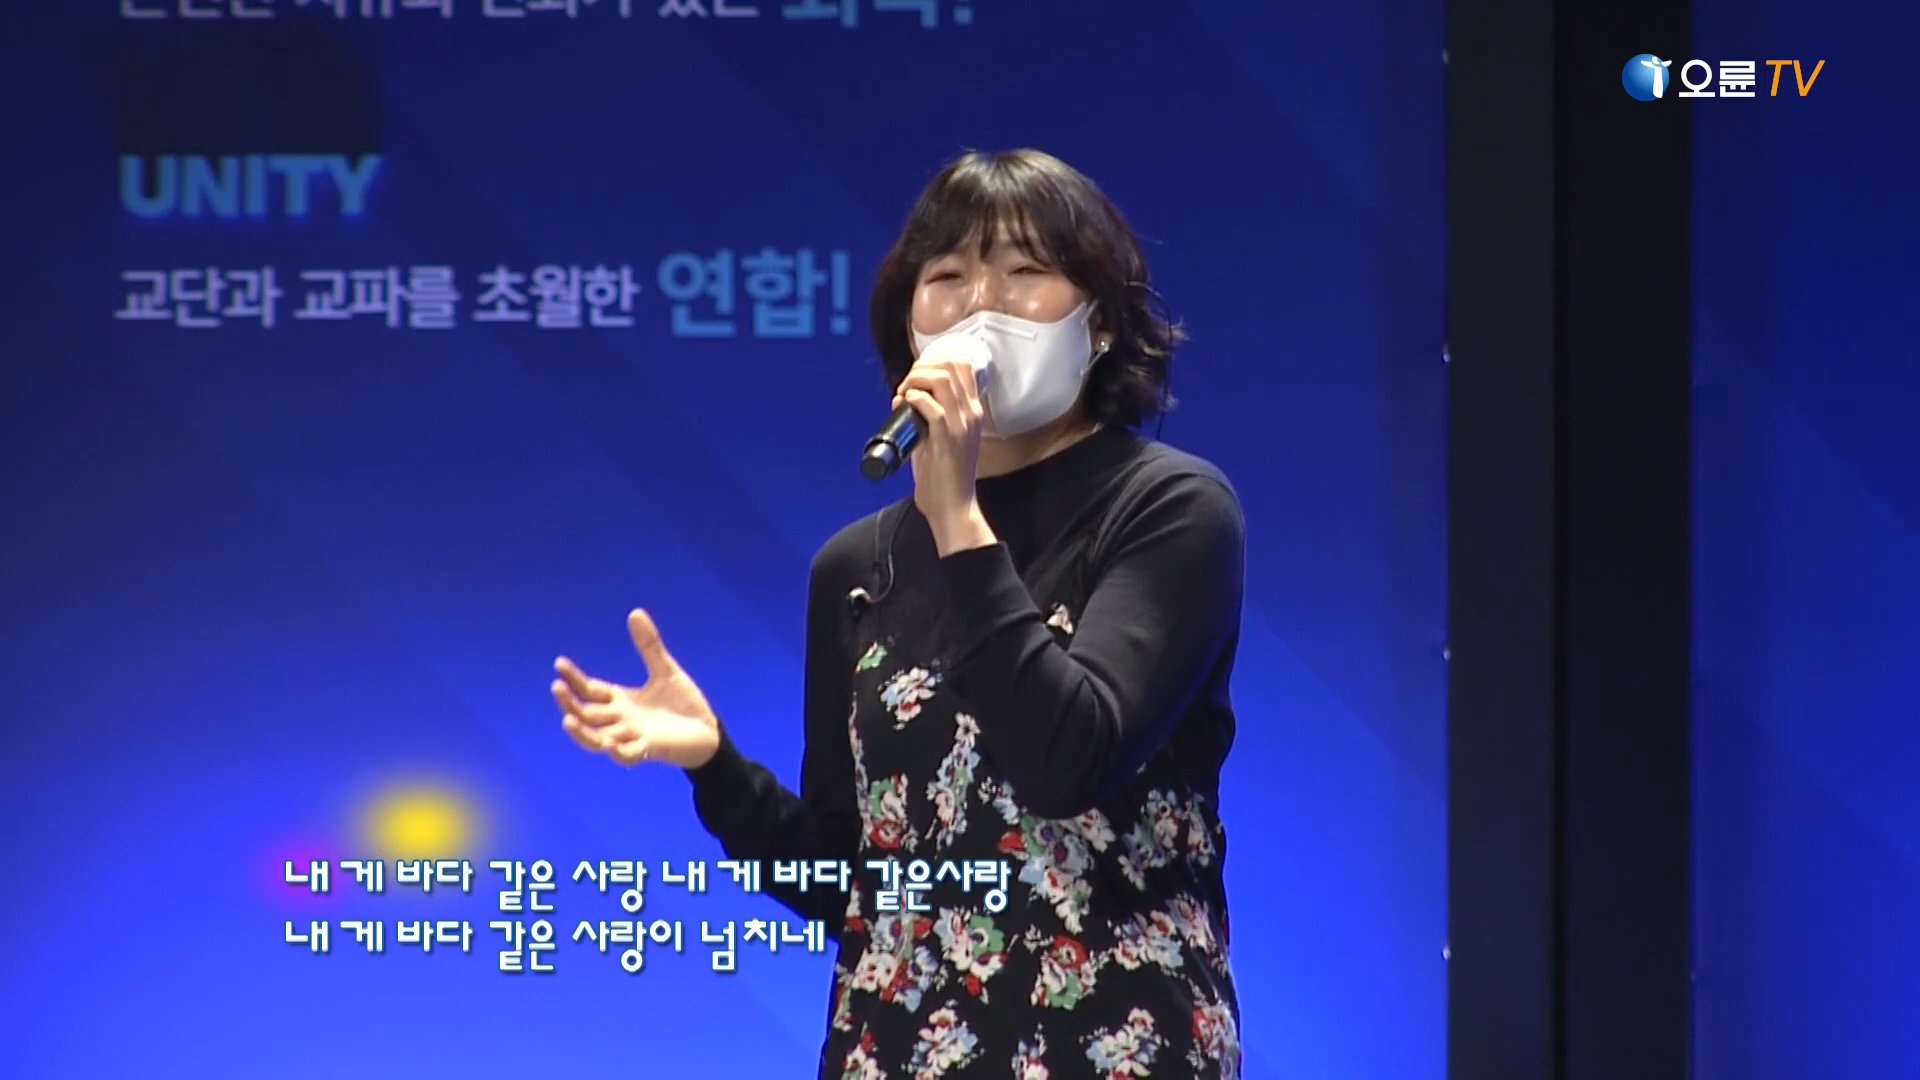 오륜TV
UNITY
교단과 교파를 초월한 연합!
내 게 바다 같은 사랑 내 게 바다 같은사랑
내 게 바다 같은 사랑이 넘치네